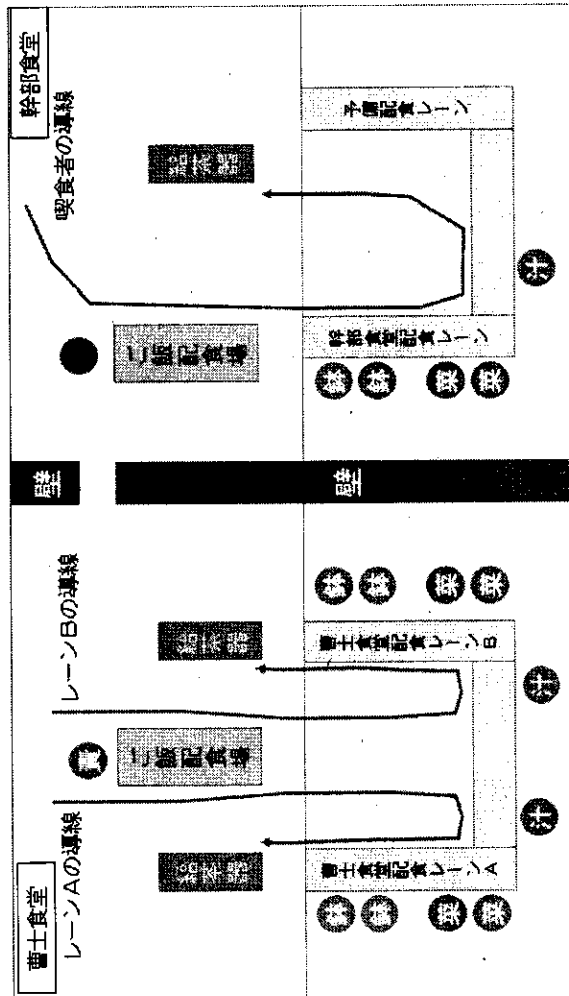 曹士食堂
レーンAの導線
給茶器
曹士食堂配食レーンA
鉢
鉢
菜
菜
汁
ご飯配食場
レーンBの導線
給茶器
曹士食堂配食レーンB
汁
鉢
鉢
菜
菜
壁
壁
幹部食堂
喫食者の導線
ご飯配食場
幹部食堂配食レーン
鉢
鉢
菜
菜
給茶器
予備配食レーン
汁